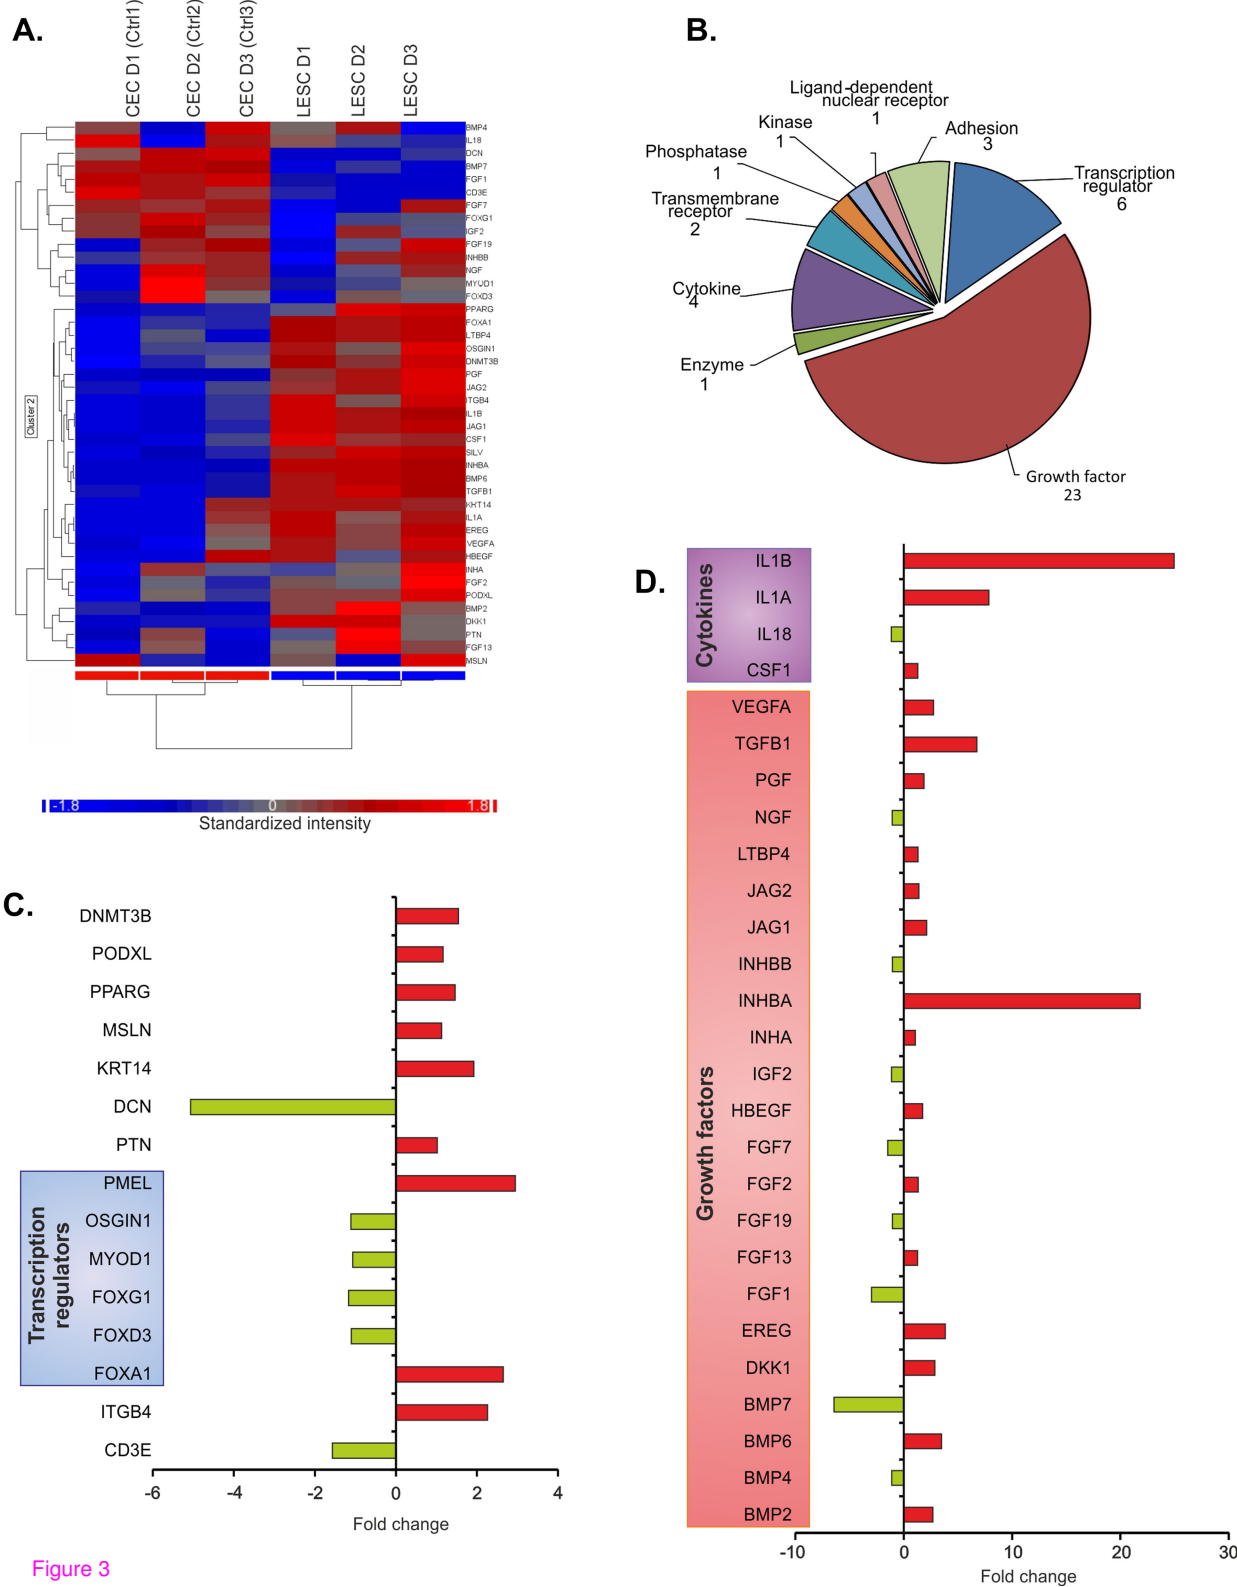 A.
CEC D1 (Ctrl1)
CEC D2 (Ctrl2)
CEC D3 (Ctrl3)
LESC D1
LESC D2
LESC D3
BMP4
IL18
DCN
BMP7
FGF1
CD3E
FGF7
FOXG1
IGF2
FGF19
INHBB
NGF
MYOD1
FOXD3
PPARG
FOXA1
LTBP4
OSGIN1
DNMT3B
PGF
JAG2
ITGB4
IL1B
JAG1
CSF1
SILV
INHBA
BMP6
TGFB1
KRT14
IL1A
EREG
VEGFA
HBEGF
INHA
FGF2
PODXL
BMP2
DKK1
PTN
FGF13
MSLN
Cluster 2
-1.8
0
1.8
Standardized intensity
B.
Ligand-dependent
nuclear receptor
1
Kinase
1
Adhesion
3
Phosphatase
1
Transcription
regulator
6
Transmembrane
receptor
2
Cytokine
4
Enzyme
1
Growth factor
23
C.
DNMT3B
PODXL
PPARG
MSLN
KRT14
DCN
PTN
Transcription
regulators
PMEL
OSGIN1
MYOD1
FOXG1
FOXD3
FOXA1
ITGB4
CD3E
-6 -4 -2 0 2 4
Fold change
D.
Cytokines
IL1B
IL1A
IL18
CSF1
Growth factors
VEGFA
TGFB1
PGF
NGF
LTBP4
JAG2
JAG1
INHBB
INHBA
INHA
IGF2
HBEGF
FGF7
FGF2
FGF19
FGF13
FGF1
EREG
DKK1
BMP7
BMP6
BMP4
BMP2
-10 0 10 20 30
Fold change
Figure 3